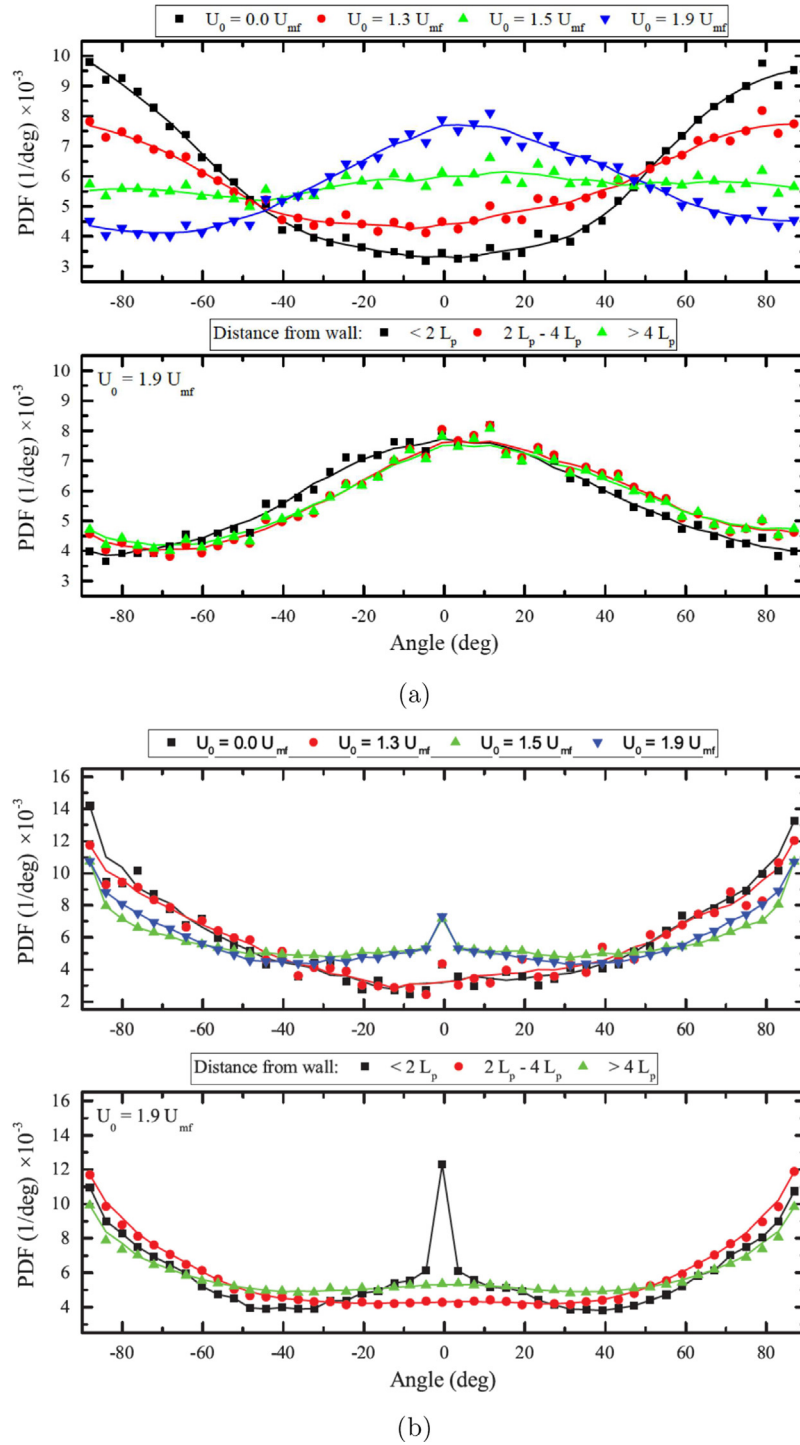 U0 = 0.0 Umf U0 = 1.3 Umf U0 = 1.5 Umf U0 = 1.9 Umf
10
9
8
7
6
5
4
3
PDF (1/deg) ×10-3
-80 -60 -40 -20 0 20 40 60 80
Distance from wall: < 2 Lp 2 Lp - 4 Lp > 4 Lp
U0 = 1.9 Umf
10
9
8
7
6
5
4
3
PDF (1/deg) ×10-3
-80 -60 -40 -20 0 20 40 60 80
Angle (deg)
(a)
U0 = 0.0 Umf U0 = 1.3 Umf U0 = 1.5 Umf U0 = 1.9 Umf
16
14
12
10
8
6
4
2
PDF (1/deg) ×10-3
-80 -60 -40 -20 0 20 40 60 80
Distance from wall: < 2 Lp 2 Lp - 4 Lp > 4 Lp
U0 = 1.9 Umf
16
14
12
10
8
6
4
PDF (1/deg) ×10-3
-80 -60 -40 -20 0 20 40 60 80
Angle (deg)
(b)